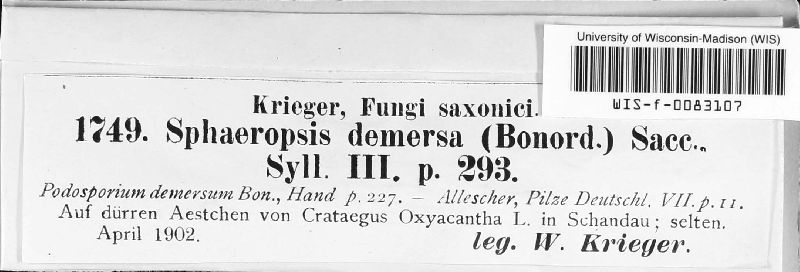 University of Wisconsin-Madison (WIS)
WIS-f-0083107
Krieger, Fungi saxonici.
1749. Sphaeropsis demersa (Bonord.) Sacc.,
Syll. III. p. 293.
Podosporium demersum Bon., Hand p. 227. – Allescher, Pilze Deutschl. VII. p. 11.
Auf dürren Aestchen von Crataegus Oxyacantha L. in Schandau; selten.
April 1902.
leg. W. Krieger.